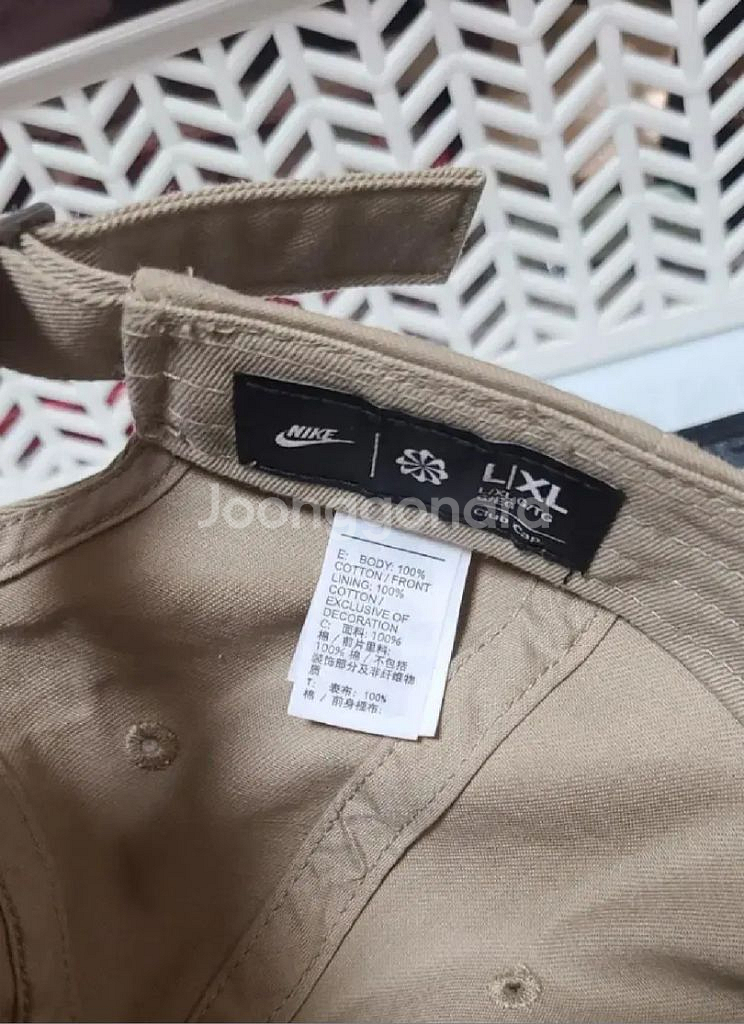 NIKE
L|XL
L/XL G/TG
Club Cap
Joonggonara
E: BODY: 100%
COTTON / FRONT
LINING: 100%
COTTON /
EXCLUSIVE OF
DECORATION
C: 面料: 100%
棉 / 前片里料:
100% 棉 / 不包括
装饰部分及非纤维物
质
T: 表布: 100%
棉 / 前身裡布: